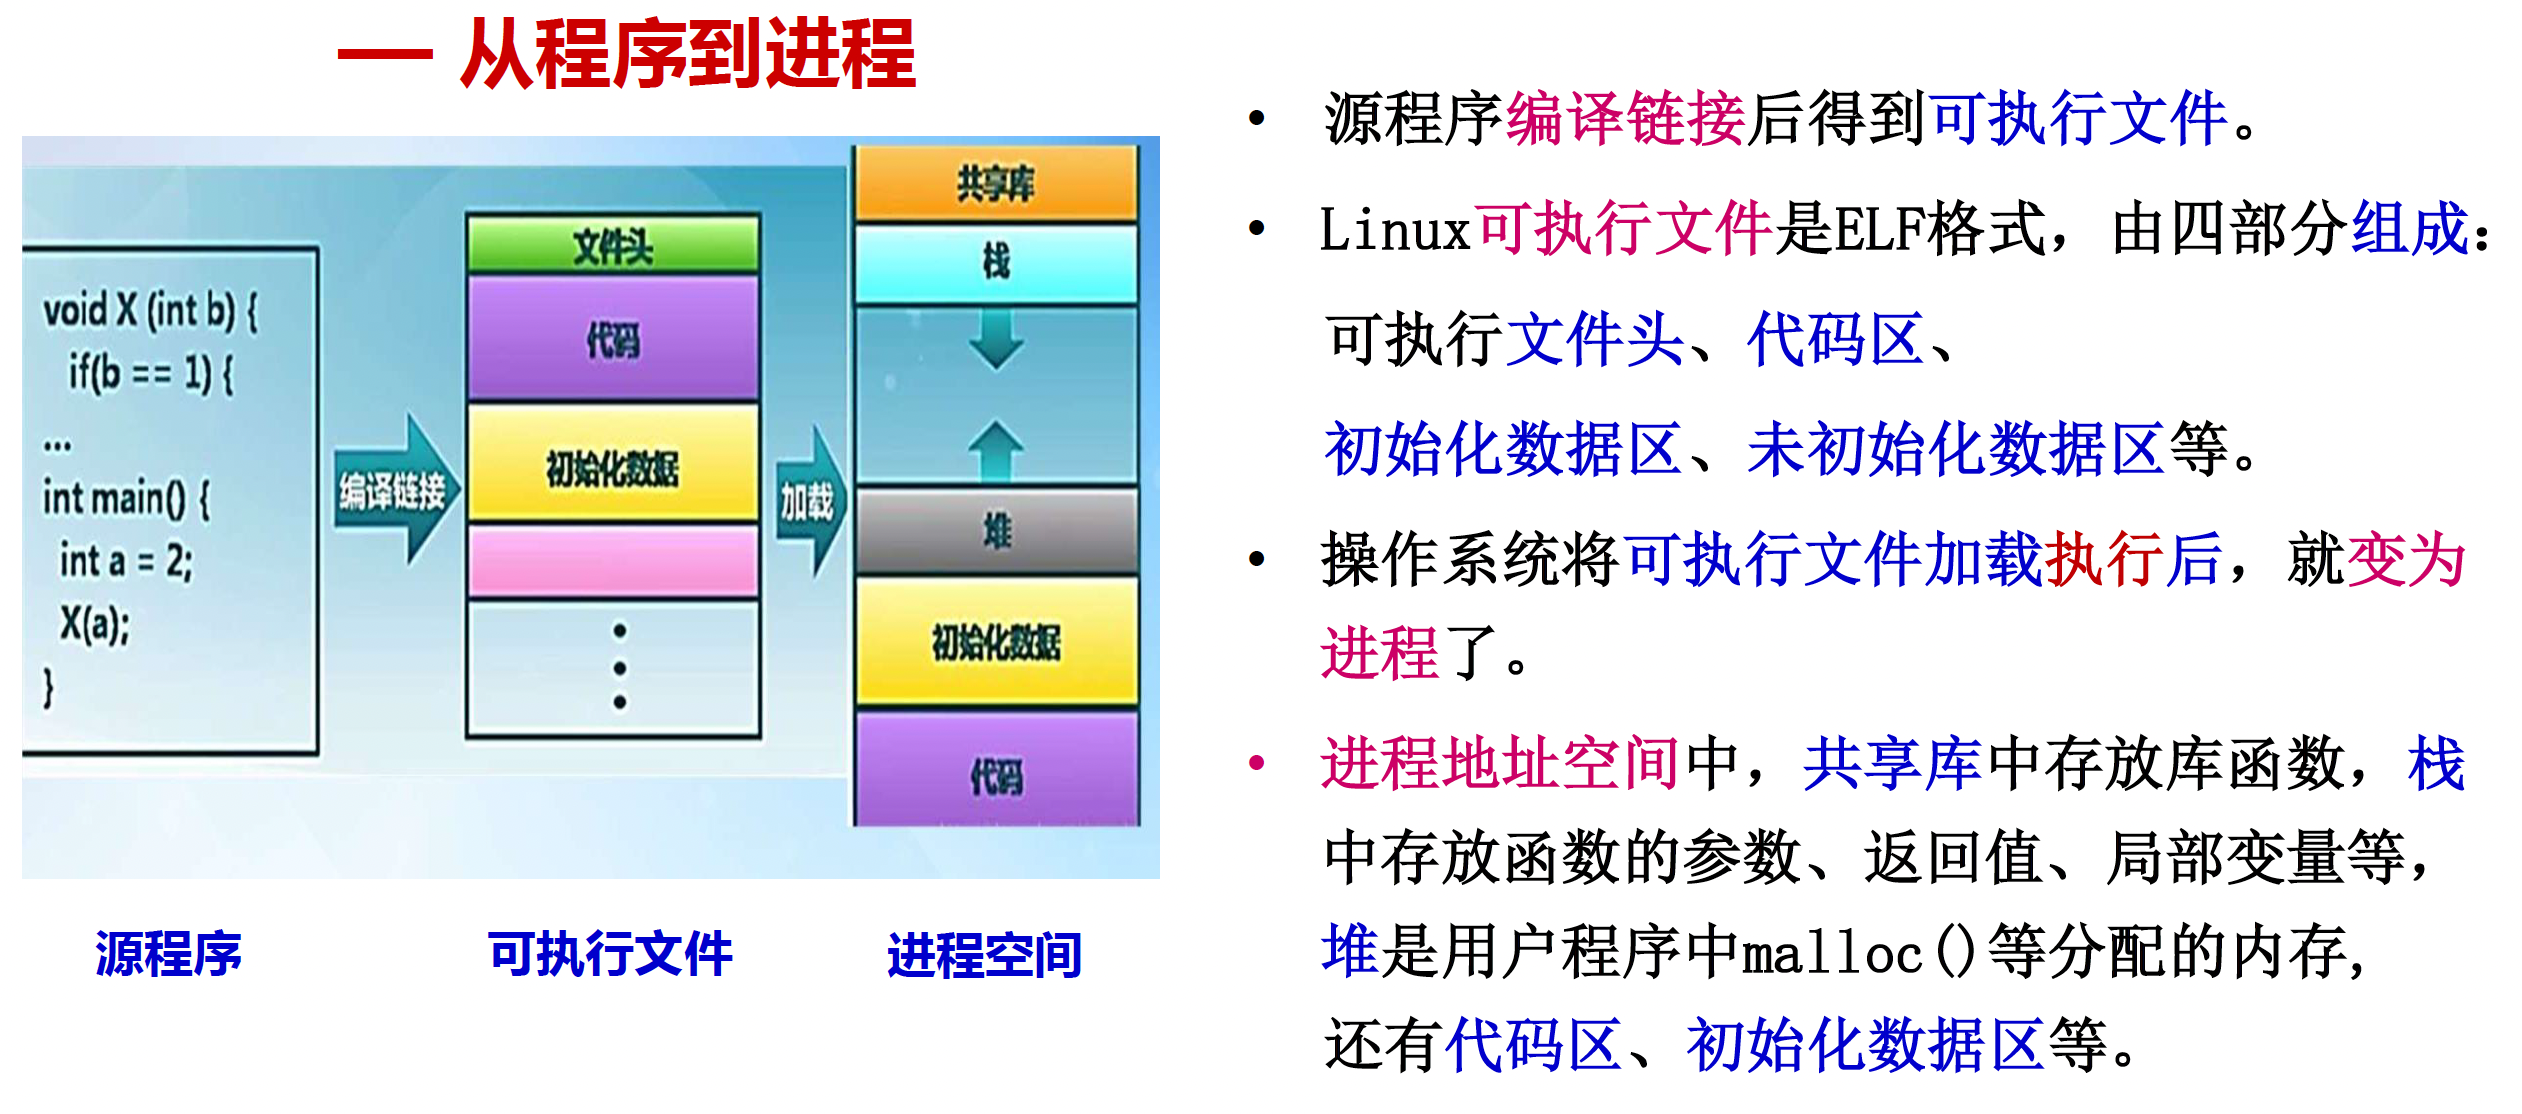 — 从程序到进程
void X (int b) {
if(b == 1) {
...
int main() {
int a = 2;
X(a);
}
编译链接
文件头
代码
初始化数据
加载
共享库
栈
堆
初始化数据
代码
源程序
可执行文件
进程空间
• 源程序编译链接后得到可执行文件。
• Linux可执行文件是ELF格式，由四部分组成：
可执行文件头、代码区、
初始化数据区、未初始化数据区等。
• 操作系统将可执行文件加载执行后，就变为
进程了。
• 进程地址空间中，共享库中存放库函数，栈
中存放函数的参数、返回值、局部变量等，
堆是用户程序中malloc()等分配的内存,
还有代码区、初始化数据区等。